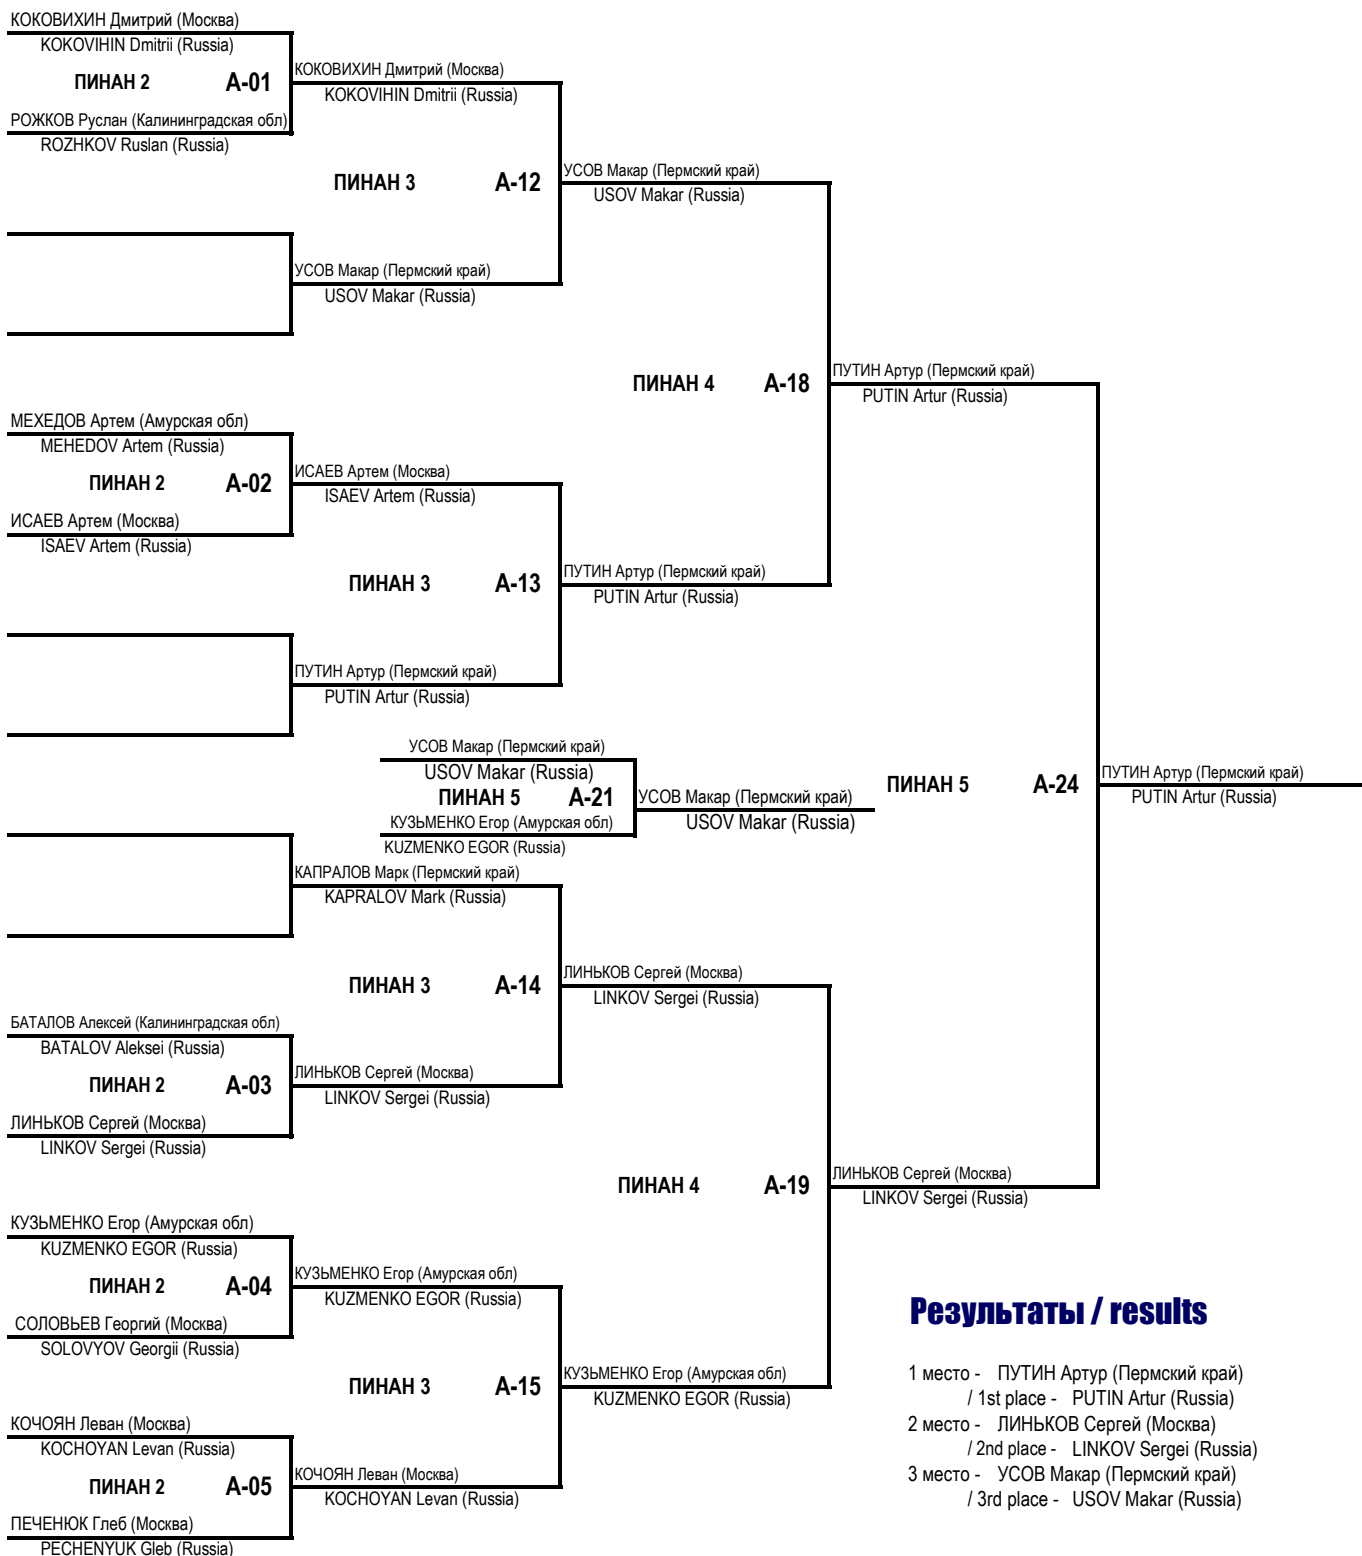 КОКОВИХИН Дмитрий (Москва)
KOKOVIHIN Dmitrii (Russia)
ПИНАН 2 A-01
КОКОВИХИН Дмитрий (Москва)
KOKOVIHIN Dmitrii (Russia)
РОЖКОВ Руслан (Калининградская обл)
ROZHKOV Ruslan (Russia)
ПИНАН 3 A-12
УСОВ Макар (Пермский край)
USOV Makar (Russia)
УСОВ Макар (Пермский край)
USOV Makar (Russia)
ПИНАН 4 A-18
ПУТИН Артур (Пермский край)
PUTIN Artur (Russia)
МЕХЕДОВ Артем (Амурская обл)
MEHEDOV Artem (Russia)
ПИНАН 2 A-02
ИСАЕВ Артем (Москва)
ISAEV Artem (Russia)
ИСАЕВ Артем (Москва)
ISAEV Artem (Russia)
ПИНАН 3 A-13
ПУТИН Артур (Пермский край)
PUTIN Artur (Russia)
ПУТИН Артур (Пермский край)
PUTIN Artur (Russia)
УСОВ Макар (Пермский край)
USOV Makar (Russia)
ПИНАН 5 A-21
УСОВ Макар (Пермский край)
USOV Makar (Russia)
КУЗЬМЕНКО Егор (Амурская обл)
KUZMENKO EGOR (Russia)
ПИНАН 5 A-24
ПУТИН Артур (Пермский край)
PUTIN Artur (Russia)
КАПРАЛОВ Марк (Пермский край)
KAPRALOV Mark (Russia)
ПИНАН 3 A-14
ЛИНЬКОВ Сергей (Москва)
LINKOV Sergei (Russia)
БАТАЛОВ Алексей (Калининградская обл)
BATALOV Aleksei (Russia)
ПИНАН 2 A-03
ЛИНЬКОВ Сергей (Москва)
LINKOV Sergei (Russia)
ЛИНЬКОВ Сергей (Москва)
LINKOV Sergei (Russia)
ПИНАН 4 A-19
ЛИНЬКОВ Сергей (Москва)
LINKOV Sergei (Russia)
КУЗЬМЕНКО Егор (Амурская обл)
KUZMENKO EGOR (Russia)
ПИНАН 2 A-04
КУЗЬМЕНКО Егор (Амурская обл)
KUZMENKO EGOR (Russia)
СОЛОВЬЕВ Георгий (Москва)
SOLOVYOV Georgii (Russia)
ПИНАН 3 A-15
КУЗЬМЕНКО Егор (Амурская обл)
KUZMENKO EGOR (Russia)
КОЧОЯН Леван (Москва)
KOCHOYAN Levan (Russia)
ПИНАН 2 A-05
КОЧОЯН Леван (Москва)
KOCHOYAN Levan (Russia)
ПЕЧЕНЮК Глеб (Москва)
PECHENYUK Gleb (Russia)
Результаты / results
1 место - ПУТИН Артур (Пермский край)
/ 1st place - PUTIN Artur (Russia)
2 место - ЛИНЬКОВ Сергей (Москва)
/ 2nd place - LINKOV Sergei (Russia)
3 место - УСОВ Макар (Пермский край)
/ 3rd place - USOV Makar (Russia)